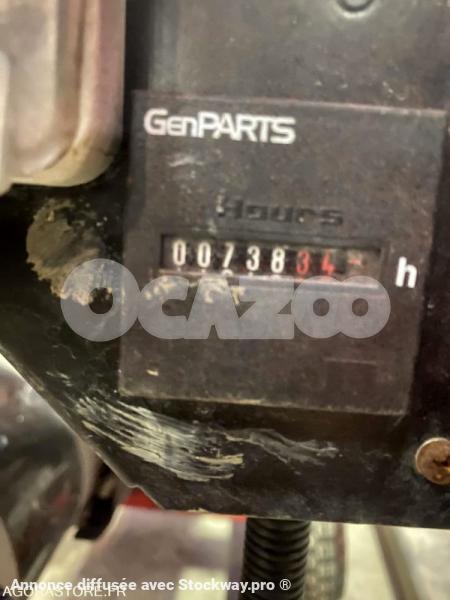 GenPARTS
Hours
0073834
h
OCAZOO
Annonce diffusée avec Stockway.pro ®
AGORASTORE.FR